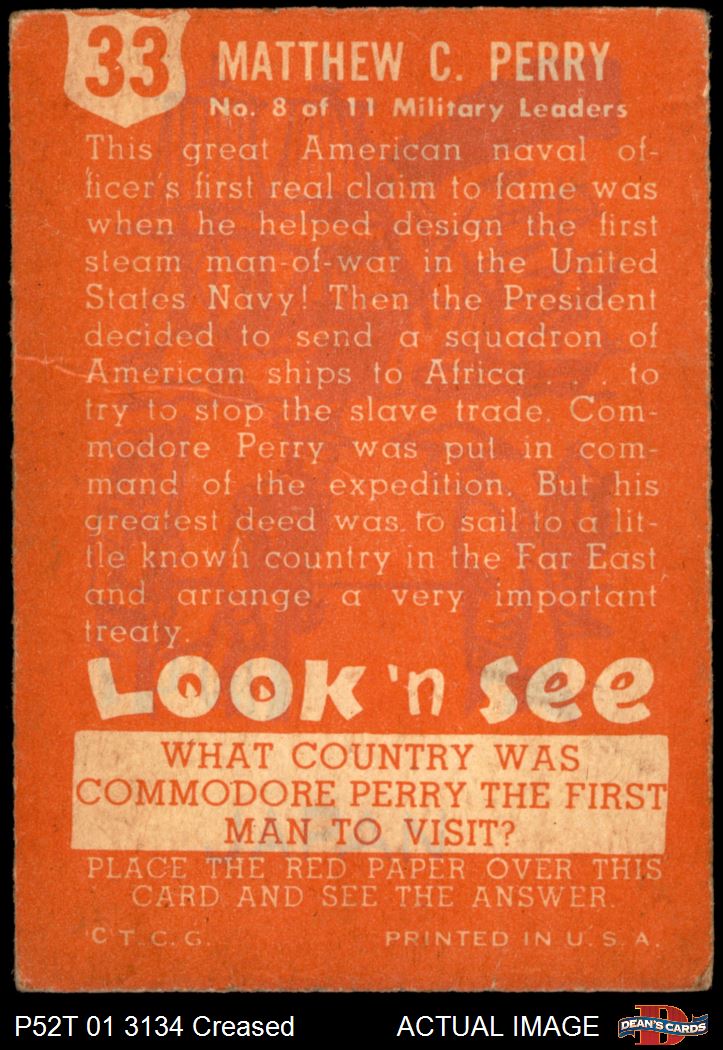 33
MATTHEW C. PERRY
No. 8 of 11 Military Leaders
This great American naval of-
ficer's first real claim to fame was
when he helped design the first
steam man-of-war in the United
States Navy! Then the President
decided to send a squadron of
American ships to Africa . . . to
try to stop the slave trade. Com-
modore Perry was put in com-
mand of the expedition. But his
greatest deed was to sail to a lit-
tle known country in the Far East
and arrange a very important
treaty.
LOOK 'n See
WHAT COUNTRY WAS
COMMODORE PERRY THE FIRST
MAN TO VISIT?
PLACE THE RED PAPER OVER THIS
CARD AND SEE THE ANSWER.
©T.C.G. PRINTED IN U.S.A.
P52T 01 3134 Creased ACTUAL IMAGE D DEAN'S CARDS